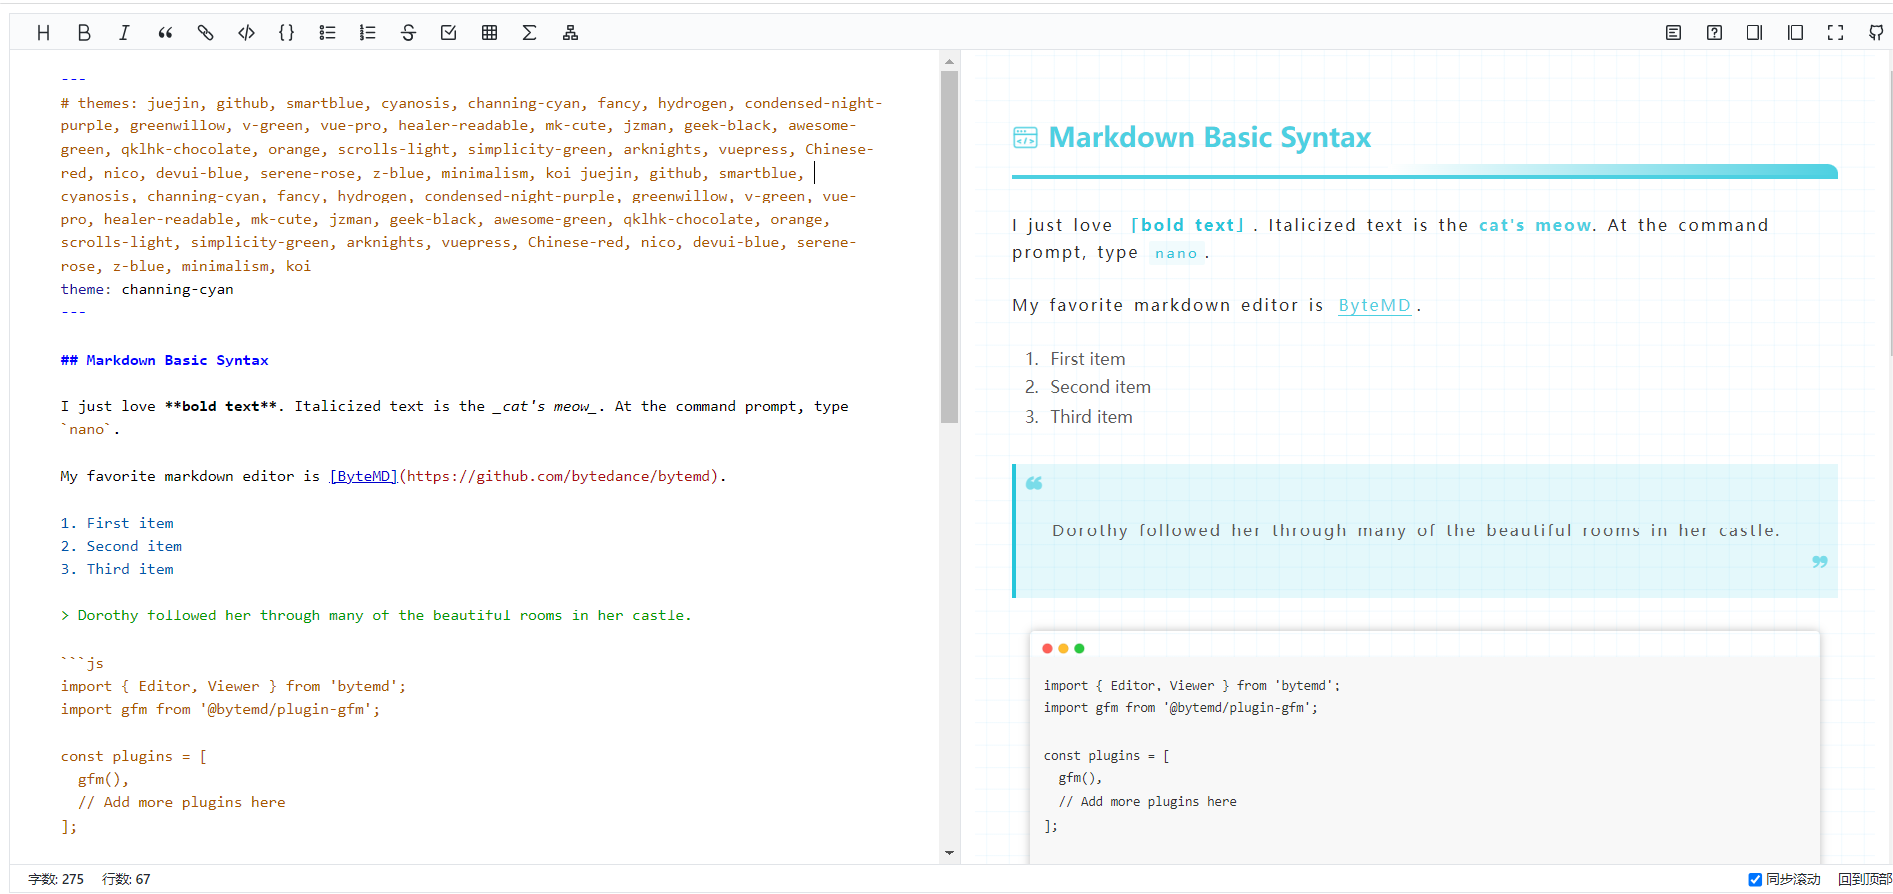 ---
# themes: juejin, github, smartblue, cyanosis, channing-cyan, fancy, hydrogen, condensed-night-
purple, greenwillow, v-green, vue-pro, healer-readable, mk-cute, jzman, geek-black, awesome-
green, qklhk-chocolate, orange, scrolls-light, simplicity-green, arknights, vuepress, Chinese-
red, nico, devui-blue, serene-rose, z-blue, minimalism, koi juejin, github, smartblue,
cyanosis, channing-cyan, fancy, hydrogen, condensed-night-purple, greenwillow, v-green, vue-
pro, healer-readable, mk-cute, jzman, geek-black, awesome-green, qklhk-chocolate, orange,
scrolls-light, simplicity-green, arknights, vuepress, Chinese-red, nico, devui-blue, serene-
rose, z-blue, minimalism, koi
theme: channing-cyan
---
## Markdown Basic Syntax
I just love **bold text**. Italicized text is the _cat's meow_. At the command prompt, type
`nano`.
My favorite markdown editor is [ByteMD](https://github.com/bytedance/bytemd).
1. First item
2. Second item
3. Third item
> Dorothy followed her through many of the beautiful rooms in her castle.
```js
import { Editor, Viewer } from 'bytemd';
import gfm from '@bytemd/plugin-gfm';
const plugins = [
  gfm(),
  // Add more plugins here
];
Markdown Basic Syntax
I just love 「bold text」. Italicized text is the cat's meow. At the command
prompt, type nano.
My favorite markdown editor is ByteMD.
1. First item
2. Second item
3. Third item
❝
Dorothy followed her through many of the beautiful rooms in her castle.
❞
import { Editor, Viewer } from 'bytemd';
import gfm from '@bytemd/plugin-gfm';
const plugins = [
  gfm(),
  // Add more plugins here
];
字数: 275 行数: 67
同步滚动 回到顶部